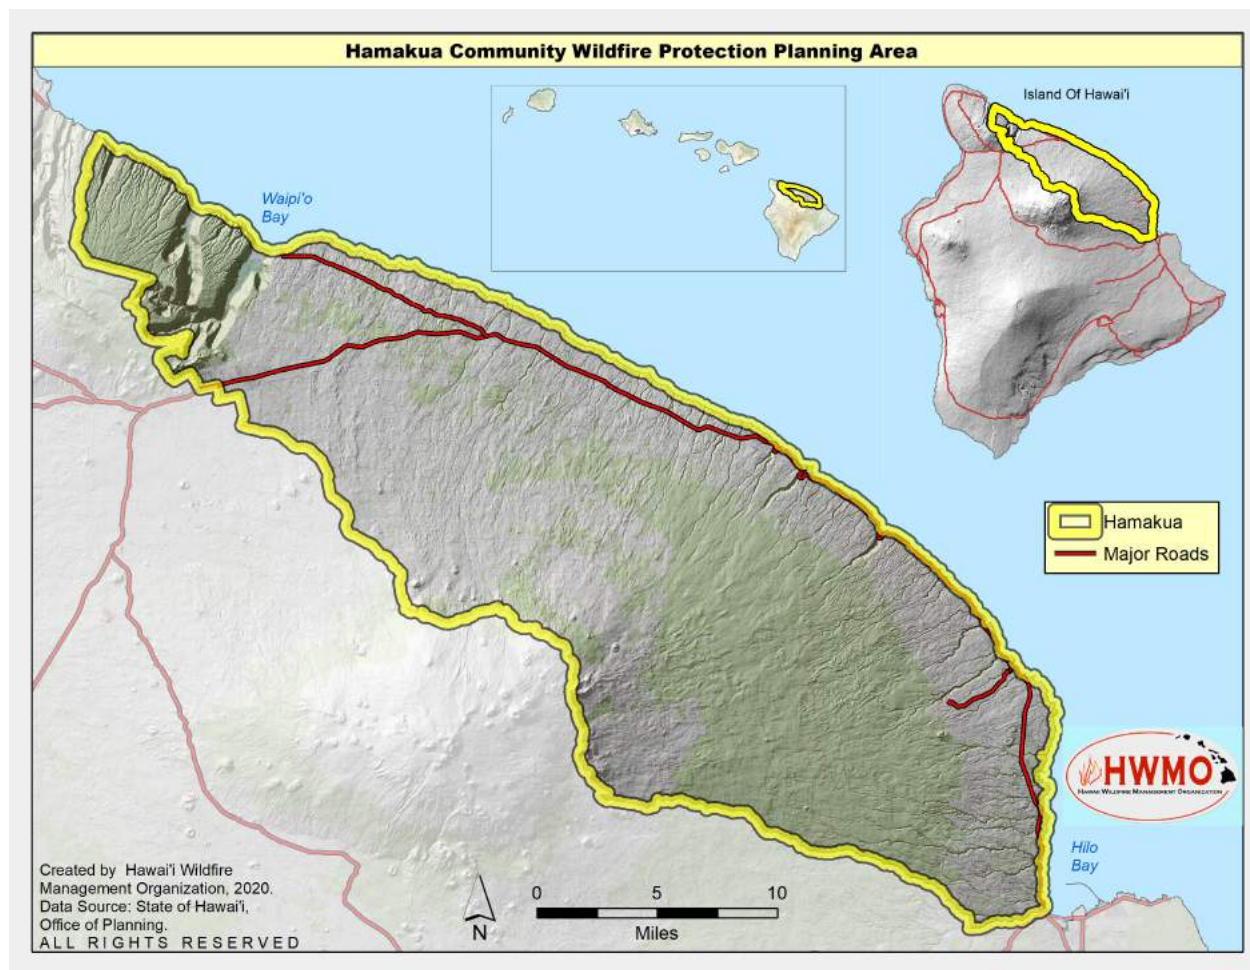 Hamakua Community Wildfire Protection Planning Area
Island Of Hawai'i
Waipi'o
Bay
Hamakua
Major Roads
HWMO
HAWAII WILDFIRE MANAGEMENT ORGANIZATION
Hilo
Bay
Created by Hawai'i Wildfire
Management Organization, 2020.
Data Source: State of Hawai'i,
Office of Planning.
ALL RIGHTS RESERVED
N
0 5 10
Miles